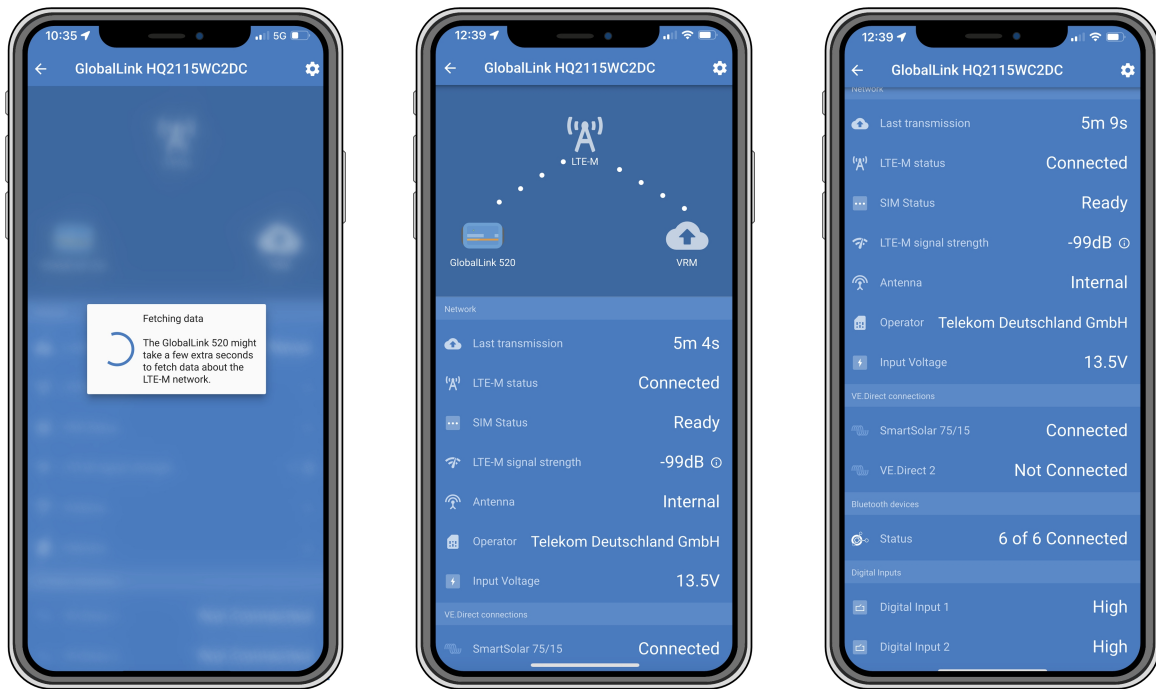 10:35
5G
GlobalLink HQ2115WC2DC
Fetching data
The GlobalLink 520 might
take a few extra seconds
to fetch data about the
LTE-M network.
12:39
GlobalLink HQ2115WC2DC
LTE-M
GlobalLink 520
VRM
Network
Last transmission 5m 4s
LTE-M status Connected
SIM Status Ready
LTE-M signal strength -99dB
Antenna Internal
Operator Telekom Deutschland GmbH
Input Voltage 13.5V
VE.Direct connections
SmartSolar 75/15 Connected
12:39
GlobalLink HQ2115WC2DC
Network
Last transmission 5m 9s
LTE-M status Connected
SIM Status Ready
LTE-M signal strength -99dB
Antenna Internal
Operator Telekom Deutschland GmbH
Input Voltage 13.5V
VE.Direct connections
SmartSolar 75/15 Connected
VE.Direct 2 Not Connected
Bluetooth devices
Status 6 of 6 Connected
Digital Inputs
Digital Input 1 High
Digital Input 2 High